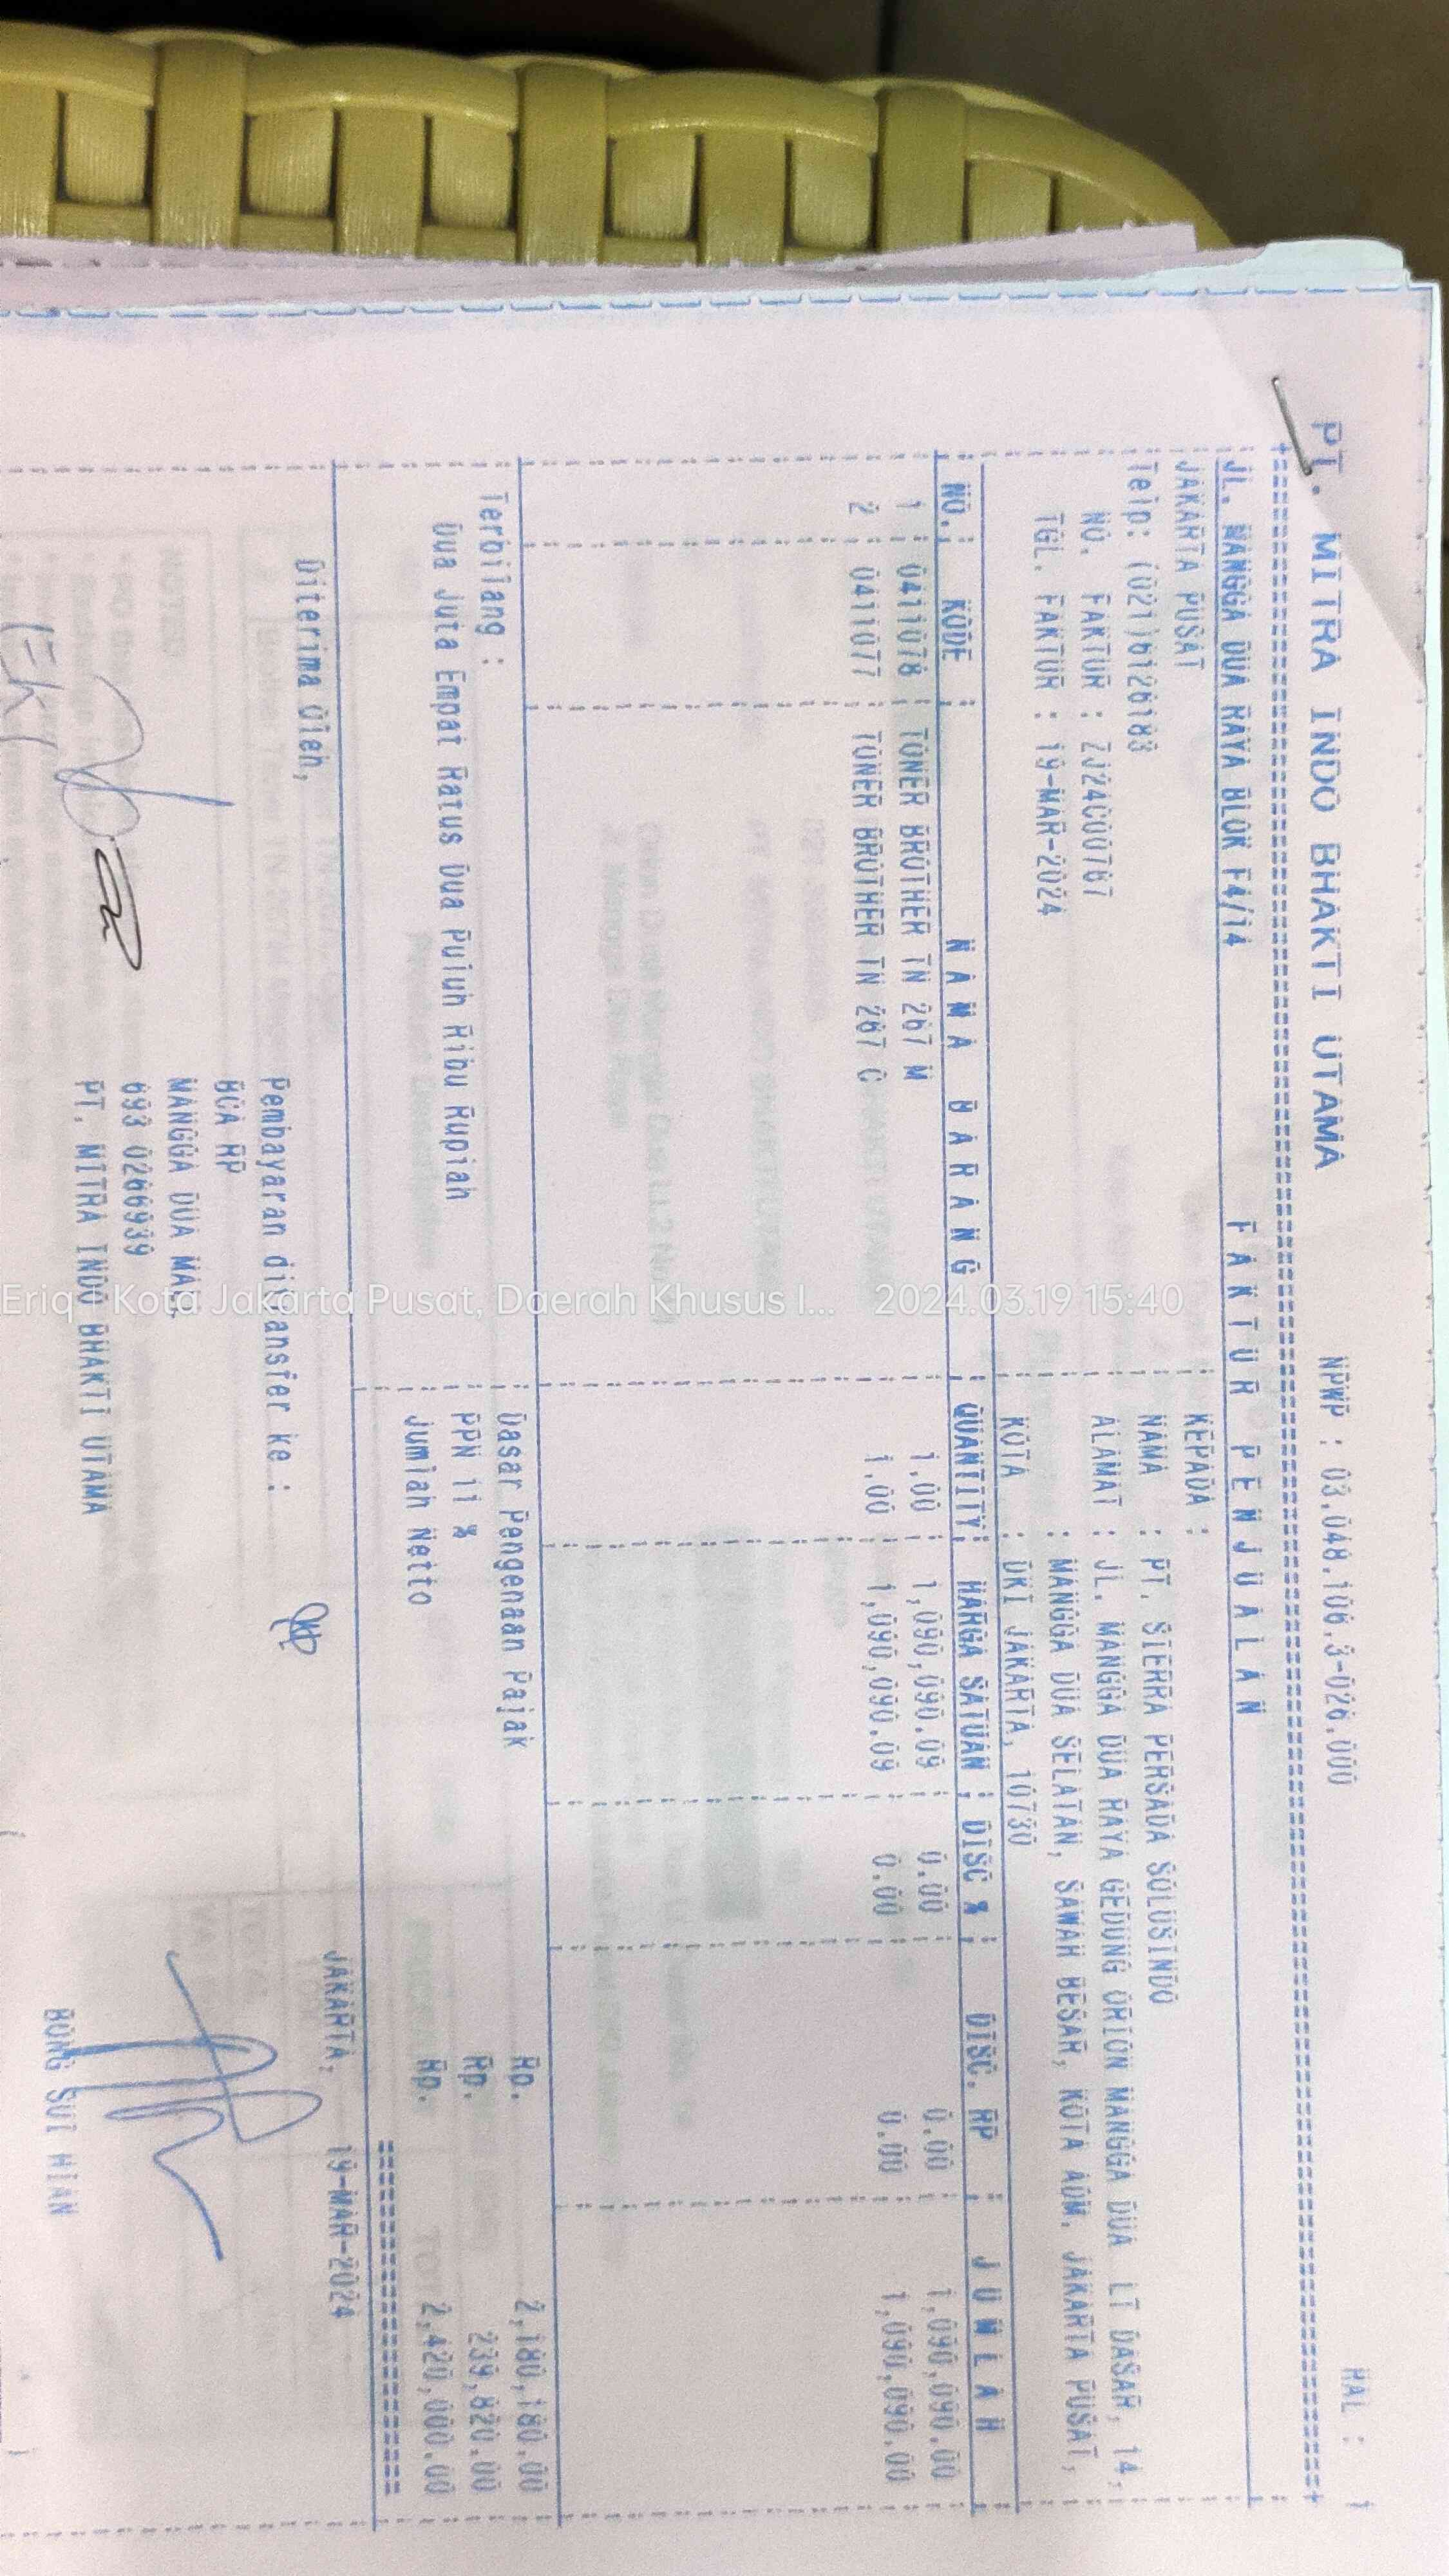 PT. MITRA INDO BHAKTI UTAMA NPWP : 03.048.106.3-026.000 HAL :
JL. MANGGA DUA RAYA BLOK F4/14 F A K T U R P E N J U A L A N
JAKARTA PUSAT KEPADA :
Telp: (021)6126183 NAMA : PT. SIERRA PERSADA SOLUSINDO
NO. FAKTUR : ZJ24C00767 ALAMAT : JL. MANGGA DUA RAYA GEDUNG ORION MANGGA DUA LT DASAR, 14,
TGL. FAKTUR : 19-MAR-2024 : MANGGA DUA SELATAN, SAWAH BESAR, KOTA ADM. JAKARTA PUSAT,
KOTA : DKI JAKARTA, 10730
NO. KODE N A M A B A R A N G QUANTITY HARGA SATUAN DISC % DISC. RP J U M L A H
1 0411078 TONER BROTHER TN 267 M 1.00 1,090,090.09 0.00 0.00 1,090,090.00
2 0411077 TONER BROTHER TN 267 C 1.00 1,090,090.09 0.00 0.00 1,090,090.00
Terbilang : Dasar Pengenaan Pajak Rp. 2,180,180.00
Dua Juta Empat Ratus Dua Puluh Ribu Rupiah PPN 11 % Rp. 239,820.00
Jumlah Netto Rp. 2,420,000.00
Diterima Oleh, JAKARTA, 19-MAR-2024
Pembayaran ditransfer ke :
BCA RP
MANGGA DUA MALL
693 0266939
PT. MITRA INDO BHAKTI UTAMA
BONG SUI HIAN
Eriq Kota Jakarta Pusat, Daerah Khusus I... 2024.03.19 15:40